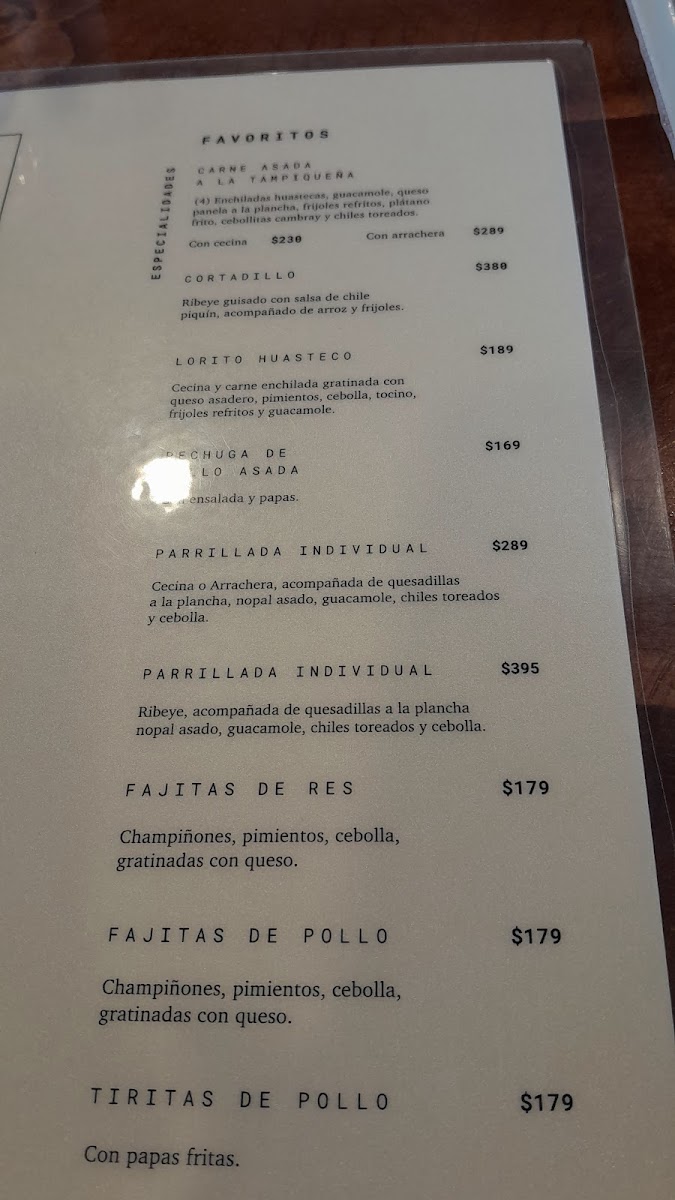 FAVORITOS
ESPECIALIDADES
CARNE ASADA
A LA TAMPIQUEÑA
(4) Enchiladas huastecas, guacamole, queso
panela a la plancha, frijoles refritos, plátano
frito, cebollitas cambray y chiles toreados.
Con cecina $230 Con arrachera $289
CORTADILLO $380
Ribeye guisado con salsa de chile
piquín, acompañado de arroz y frijoles.
LORITO HUASTECO $189
Cecina y carne enchilada gratinada con
queso asadero, pimientos, cebolla, tocino,
frijoles refritos y guacamole.
PECHUGA DE $169
ASADA
ensalada y papas.
PARRILLADA INDIVIDUAL $289
Cecina o Arrachera, acompañada de quesadillas
a la plancha, nopal asado, guacamole, chiles toreados
y cebolla.
PARRILLADA INDIVIDUAL $395
Ribeye, acompañada de quesadillas a la plancha
nopal asado, guacamole, chiles toreados y cebolla.
FAJITAS DE RES $179
Champiñones, pimientos, cebolla,
gratinadas con queso.
FAJITAS DE POLLO $179
Champiñones, pimientos, cebolla,
gratinadas con queso.
TIRITAS DE POLLO $179
Con papas fritas.